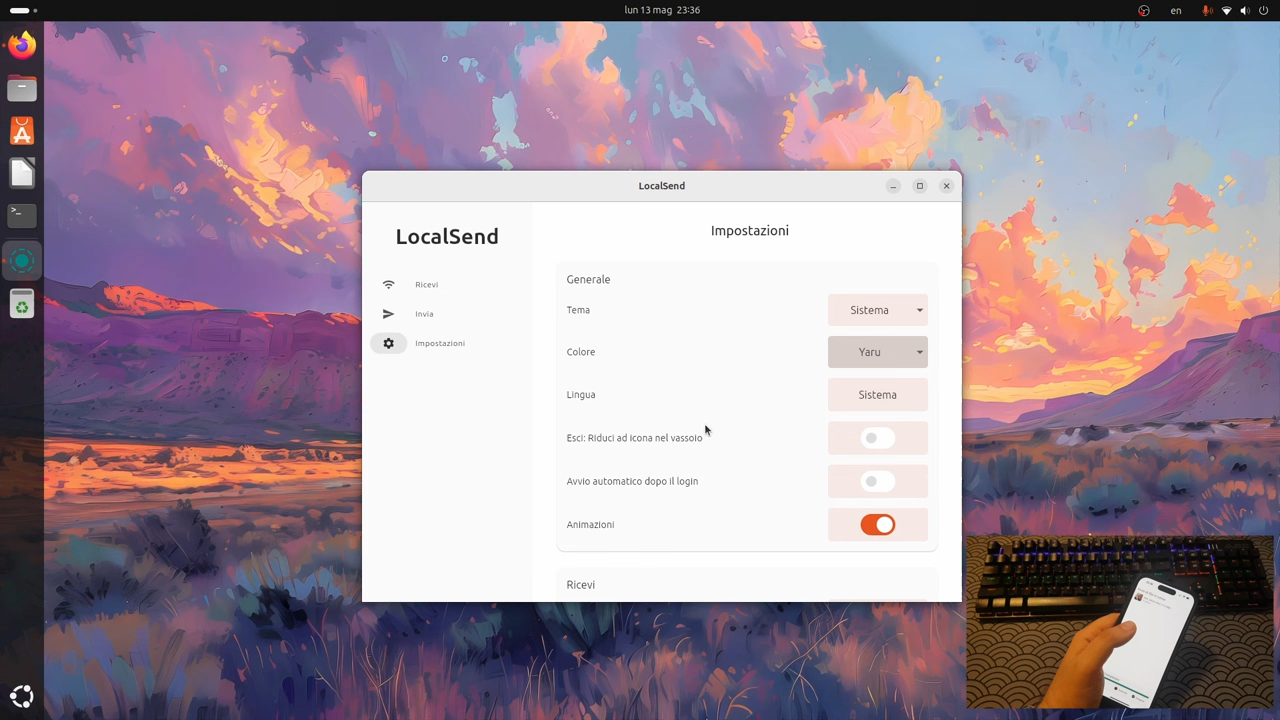 lun 13 mag 23:36
en
LocalSend
LocalSend
Ricevi
Invia
Impostazioni
Impostazioni
Generale
Tema
Sistema
Colore
Yaru
Lingua
Sistema
Esci: Riduci ad icona nel vassoio
Avvio automatico dopo il login
Animazioni
Ricevi